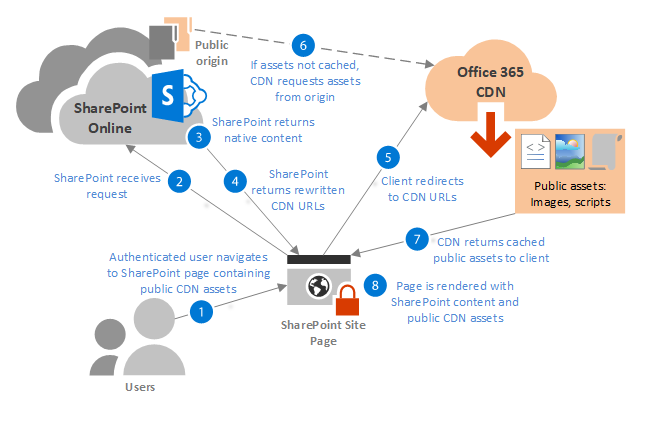 Public
origin
6
If assets not cached,
CDN requests assets
from origin
Office 365
CDN
S
SharePoint
Online
3
SharePoint returns
native content
2
SharePoint receives
request
4
SharePoint
returns rewritten
CDN URLs
5
Client redirects
to CDN URLs
< >
Public assets:
Images, scripts
7
CDN returns cached
public assets to client
Authenticated user navigates
to SharePoint page containing
public CDN assets
1
8
Page is rendered with
SharePoint content and
public CDN assets
SharePoint Site
Page
Users